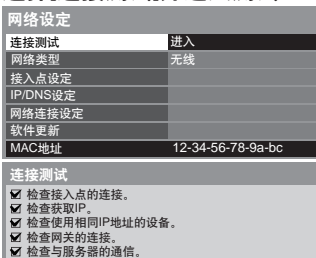 网络设定
连接测试 进入
网络类型 无线
接入点设定
IP/DNS设定
网络连接设定
软件更新
MAC地址 12-34-56-78-9a-bc
连接测试
检查接入点的连接。
检查获取IP。
检查使用相同IP地址的设备。
检查网关的连接。
检查与服务器的通信。